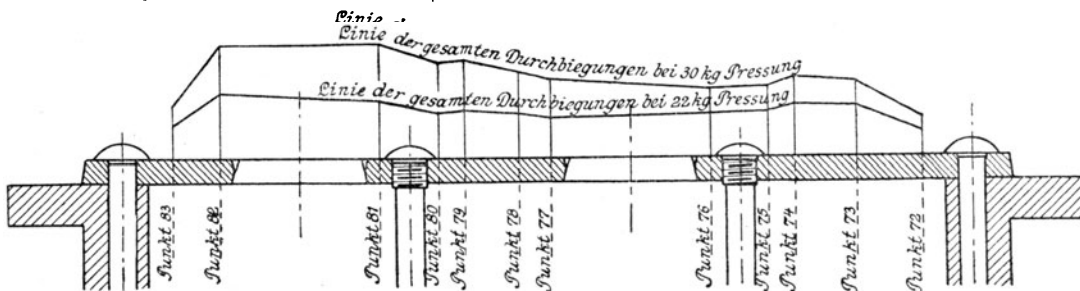 Linie
Linie der gesamten Durchbiegungen bei 30 kg Pressung
Linie der gesamten Durchbiegungen bei 22 kg Pressung
Punkt 83
Punkt 82
Punkt 81
Punkt 80
Punkt 79
Punkt 78
Punkt 77
Punkt 76
Punkt 75
Punkt 74
Punkt 73
Punkt 72